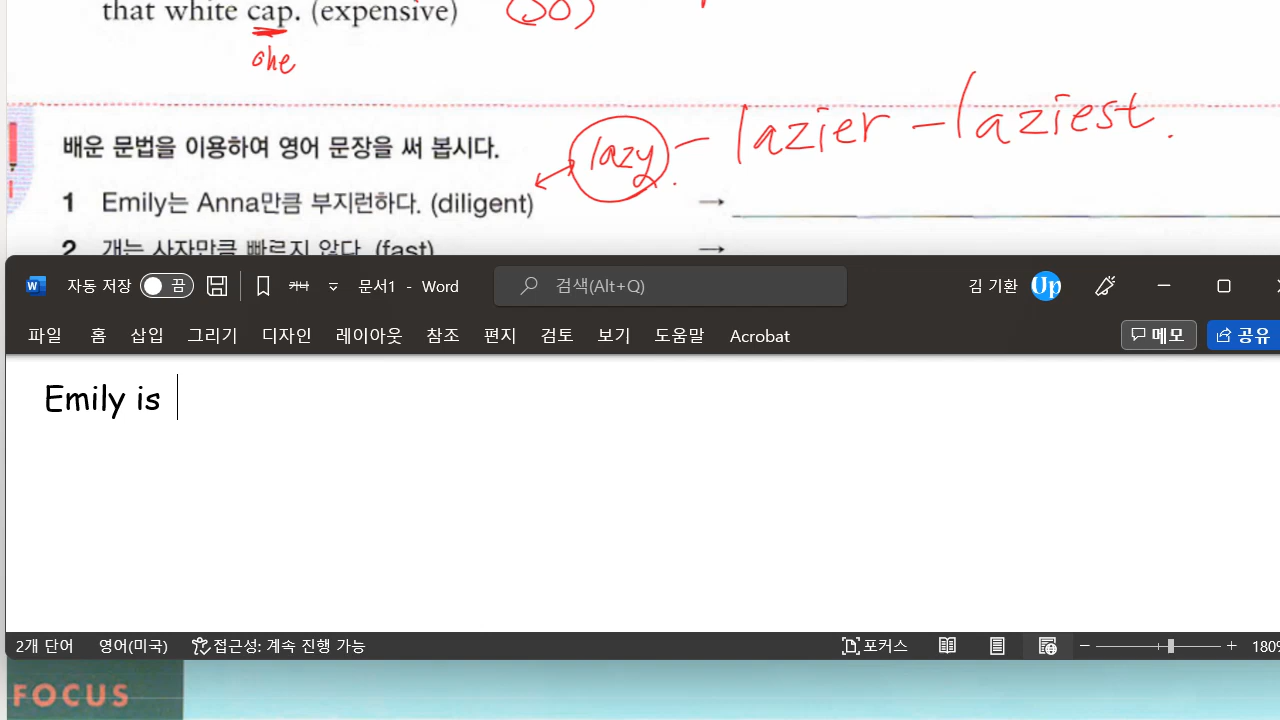 that white cap. (expensive) (so)
one
lazy - lazier - laziest.
배운 문법을 이용하여 영어 문장을 써 봅시다.
1 Emily는 Anna만큼 부지런하다. (diligent) →
2 개는 사자만큼 빠르지 않다. (fast) →
자동 저장 끔 가나 문서1 - Word 검색(Alt+Q) 김 기환 Up
파일 홈 삽입 그리기 디자인 레이아웃 참조 편지 검토 보기 도움말 Acrobat 메모 공유
Emily is
2개 단어 영어(미국) 접근성: 계속 진행 가능 포커스 180%
FOCUS